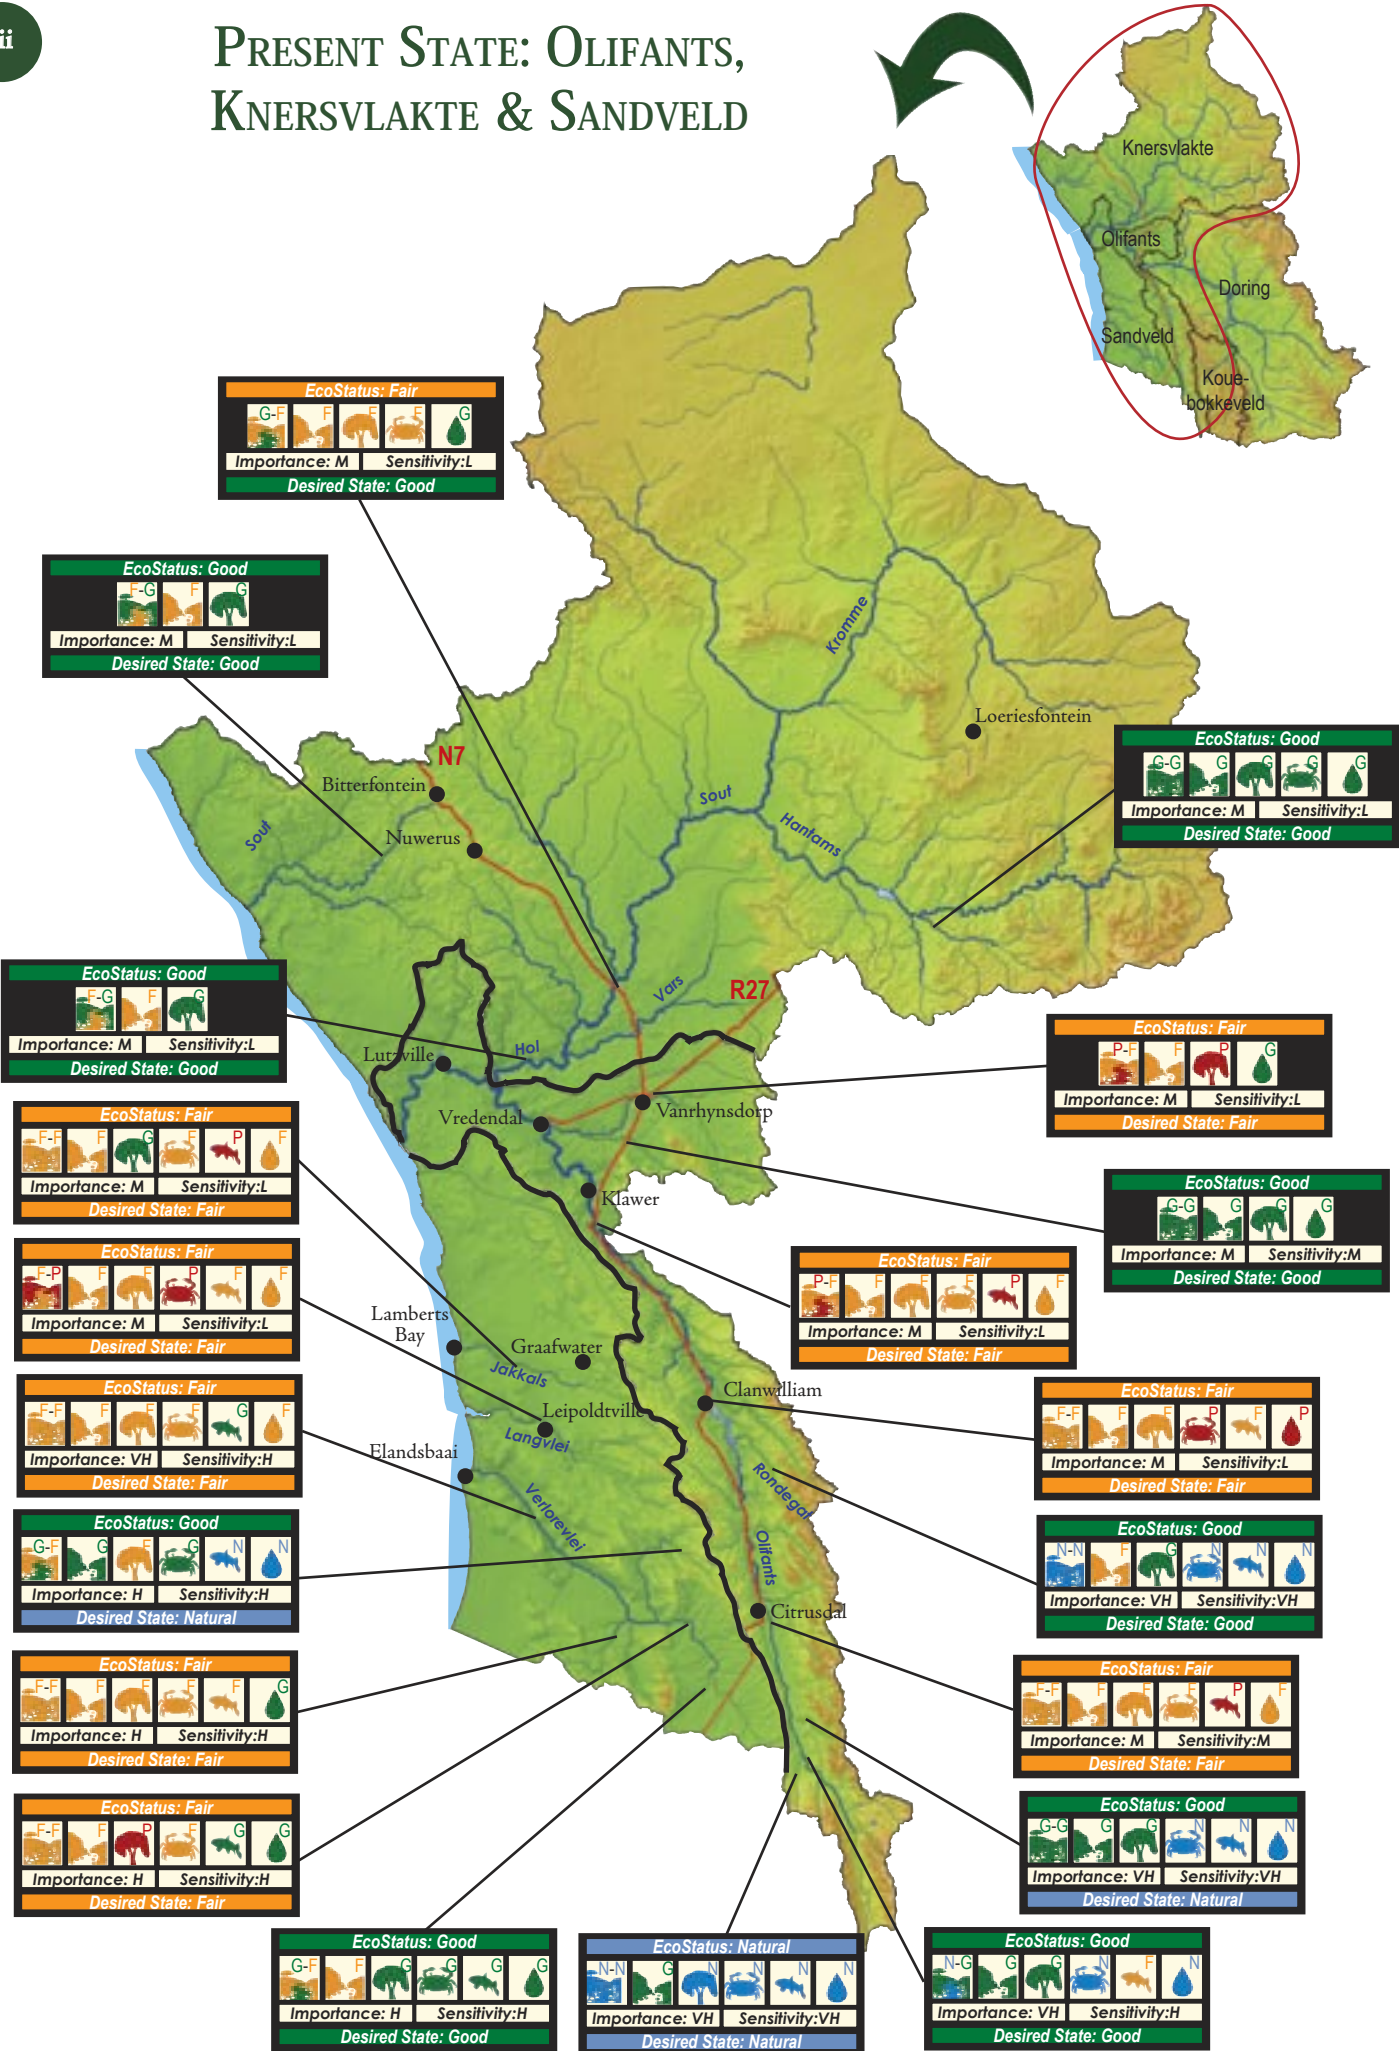 ii
PRESENT STATE: OLIFANTS,
KNERSVLAKTE & SANDVELD
Knersvlakte
Olifants
Doring
Sandveld
Koue-
bokkeveld
EcoStatus: Fair
G-F F F F G
Importance: M Sensitivity:L
Desired State: Good
EcoStatus: Good
F-G F G
Importance: M Sensitivity:L
Desired State: Good
Kromme
Loeriesfontein
EcoStatus: Good
G-G G G G G
Importance: M Sensitivity:L
Desired State: Good
N7
Bitterfontein
Nuwerus
Sout
Sout
Hantams
Vars
R27
EcoStatus: Good
F-G F G
Importance: M Sensitivity:L
Desired State: Good
Hol
Lutzville
EcoStatus: Fair
P-F F P G
Importance: M Sensitivity:L
Desired State: Fair
Vredendal
Vanrhynsdorp
EcoStatus: Fair
F-F F G F P F
Importance: M Sensitivity:L
Desired State: Fair
Klawer
EcoStatus: Good
G-G G G G
Importance: M Sensitivity:M
Desired State: Good
EcoStatus: Fair
F-P F F P F F
Importance: M Sensitivity:L
Desired State: Fair
EcoStatus: Fair
P-F F F F P F
Importance: M Sensitivity:L
Desired State: Fair
Lamberts
Bay
Graafwater
Jakkals
Clanwilliam
Leipoldtville
Langvlei
Elandsbaai
EcoStatus: Fair
F-F F F F G F
Importance: VH Sensitivity:H
Desired State: Fair
EcoStatus: Fair
F-F F F P F P
Importance: M Sensitivity:L
Desired State: Fair
Verlorevlei
Rondegat
Olifants
EcoStatus: Good
G-F G F G N N
Importance: H Sensitivity:H
Desired State: Natural
EcoStatus: Good
N-N F G N N N
Importance: VH Sensitivity:VH
Desired State: Good
Citrusdal
EcoStatus: Fair
F-F F F F F G
Importance: H Sensitivity:H
Desired State: Fair
EcoStatus: Fair
F-F F F F P F
Importance: M Sensitivity:M
Desired State: Fair
EcoStatus: Fair
F-F F P F G G
Importance: H Sensitivity:H
Desired State: Fair
EcoStatus: Good
G-G G G N N N
Importance: VH Sensitivity:VH
Desired State: Natural
EcoStatus: Good
G-F F G G G G
Importance: H Sensitivity:H
Desired State: Good
EcoStatus: Natural
N-N G N N N N
Importance: VH Sensitivity:VH
Desired State: Natural
EcoStatus: Good
N-G G G N F N
Importance: VH Sensitivity:H
Desired State: Good